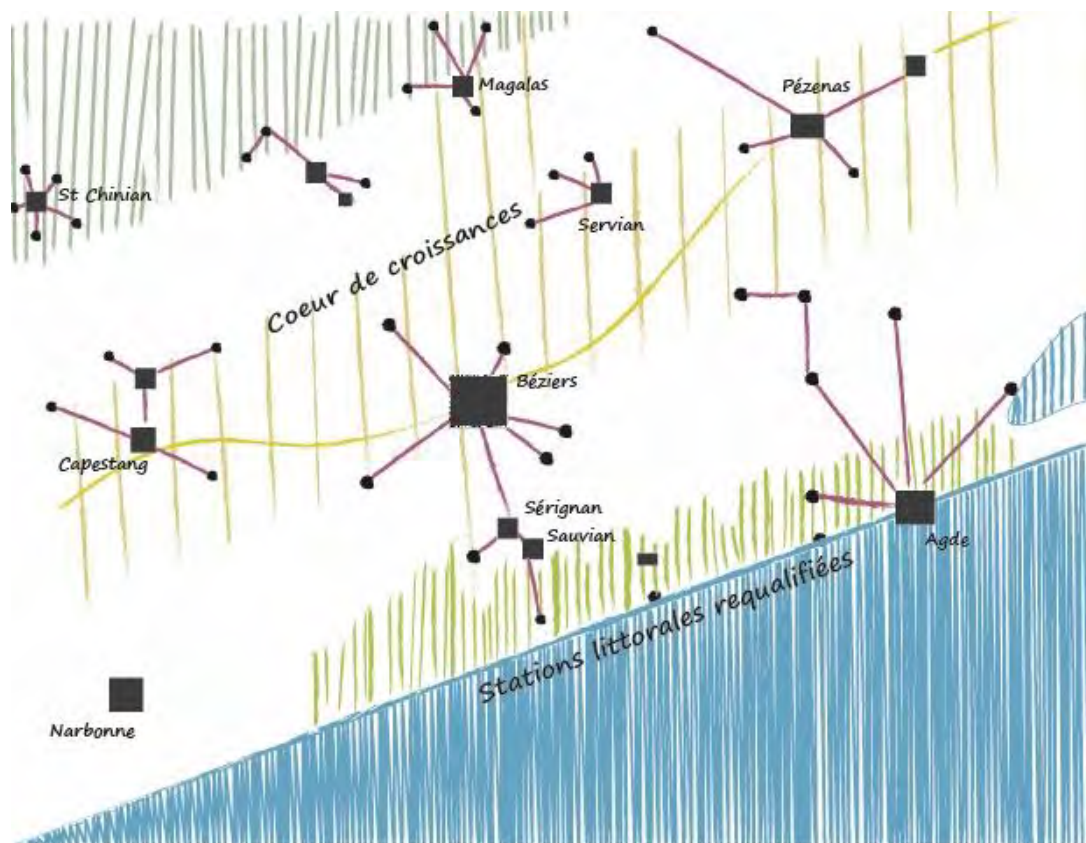 Magalas
Pézenas
St Chinian
Servian
Coeur de croissances
Béziers
Capestang
Sérignan
Sauvian
Agde
Stations littorales requalifiées
Narbonne